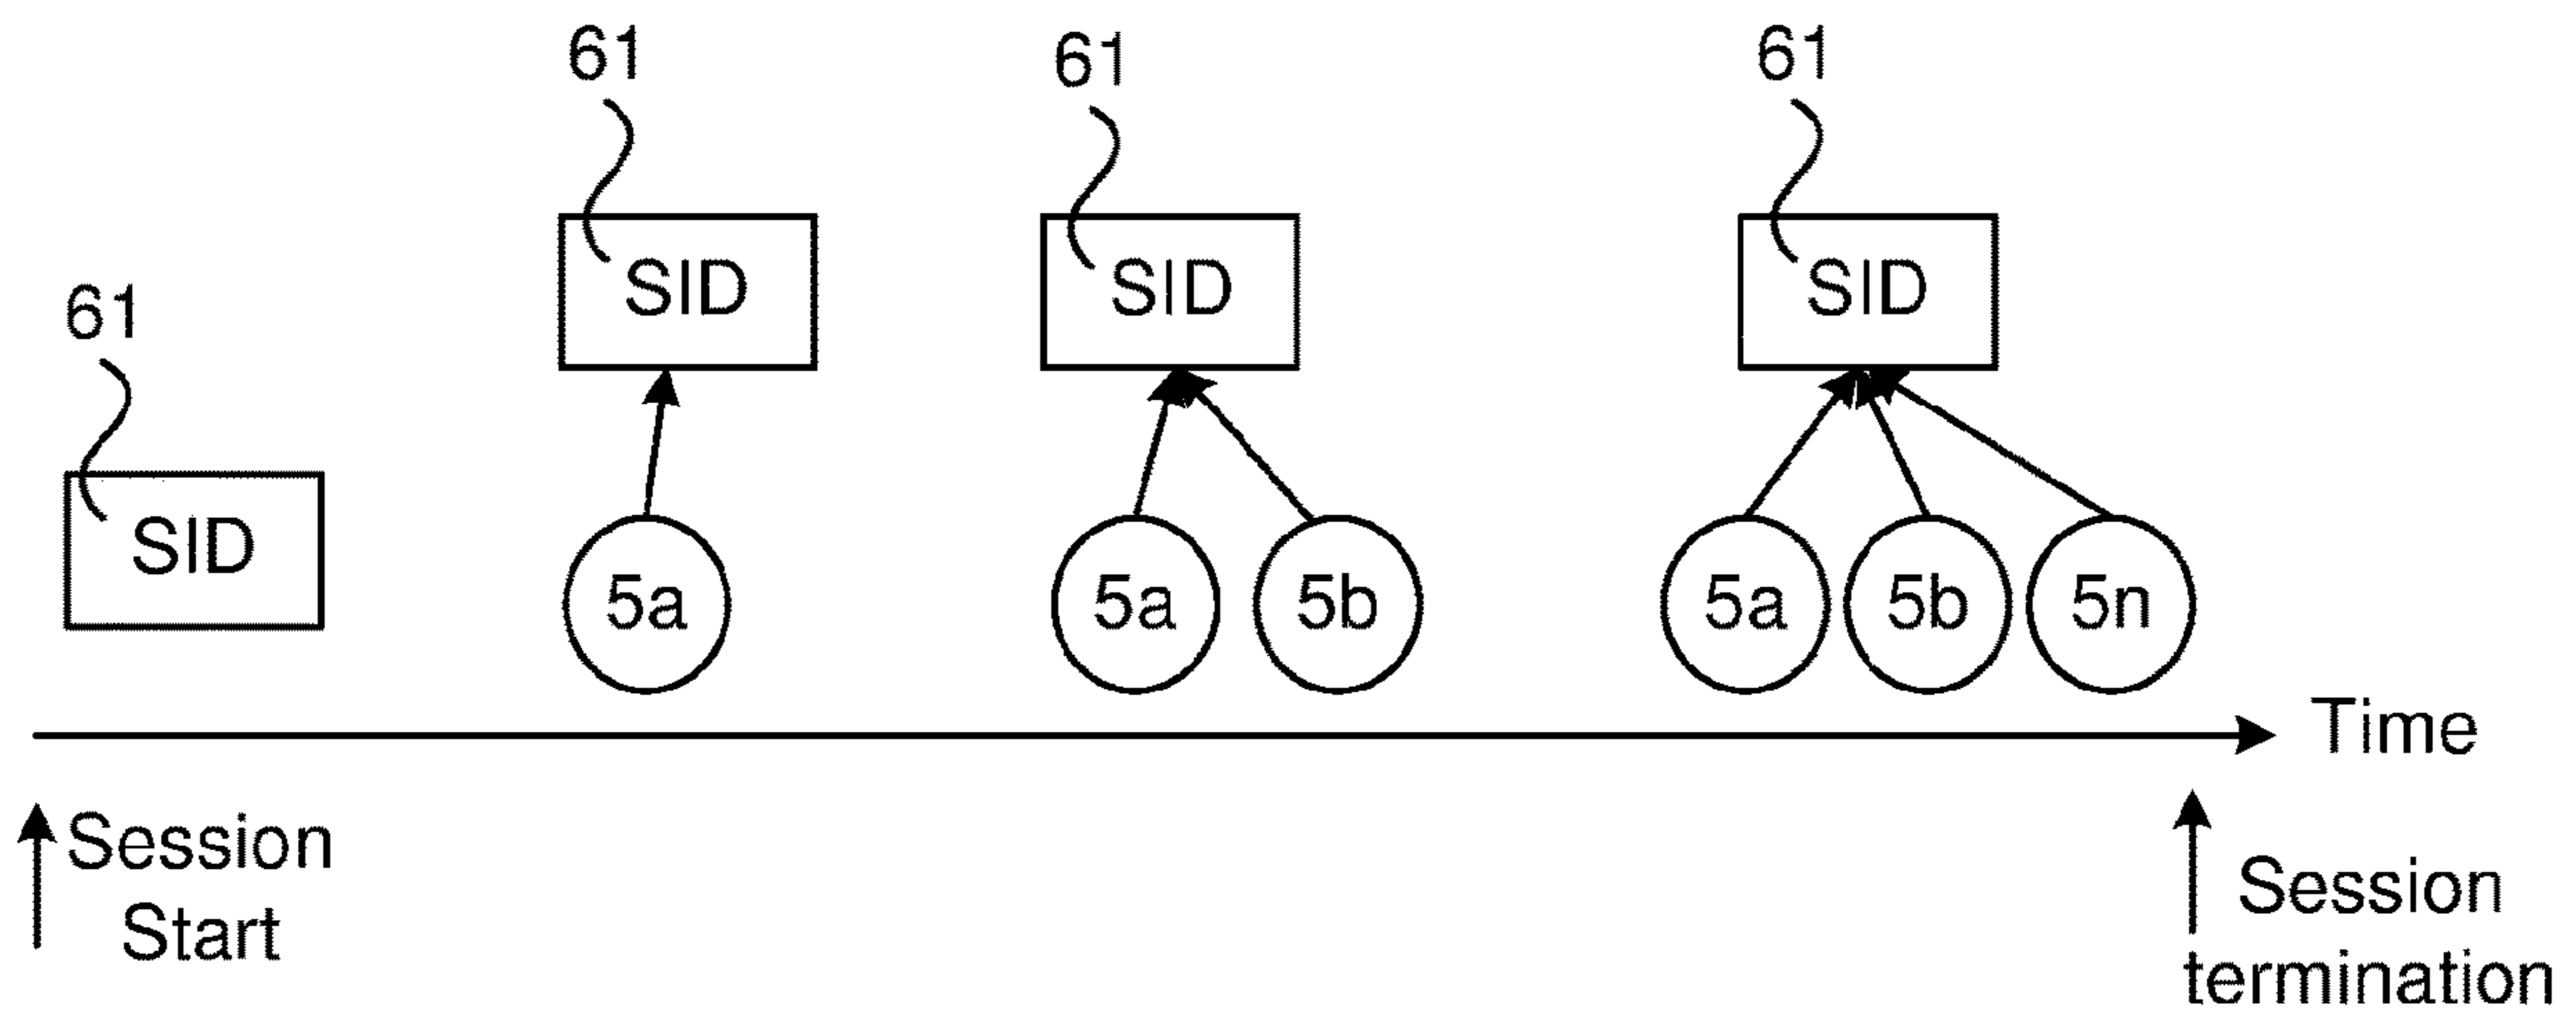 61
61
61
61
SID
SID
SID
SID
5a
5a
5b
5a
5b
5n
Time
Session
Start
Session
termination